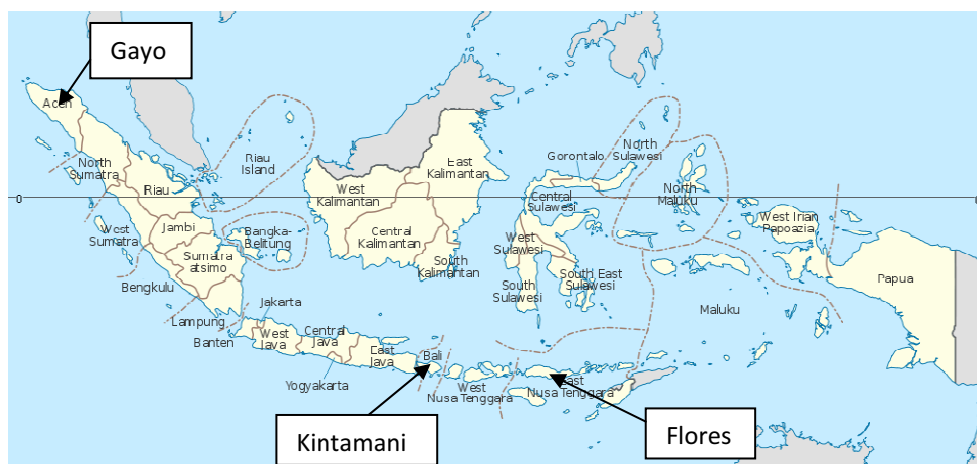 Gayo
Aceh
North
Sumatra
Riau
Island
Riau
West
Sumatra
Jambi
Bangka-
Belitung
Sumatra
atsimo
Bengkulu
Lampung
Banten
Jakarta
West
Java
Central
Java
Yogyakarta
East
Java
Bali
West
Nusa Tenggara
East
Nusa Tenggara
West
Kalimantan
Central
Kalimantan
East
Kalimantan
South
Kalimantan
Gorontalo
North
Sulawesi
Central
Sulawesi
West
Sulawesi
South
Sulawesi
South East
Sulawesi
North
Maluku
Maluku
West Irian
Papoazia
Papua
0
Kintamani
Flores